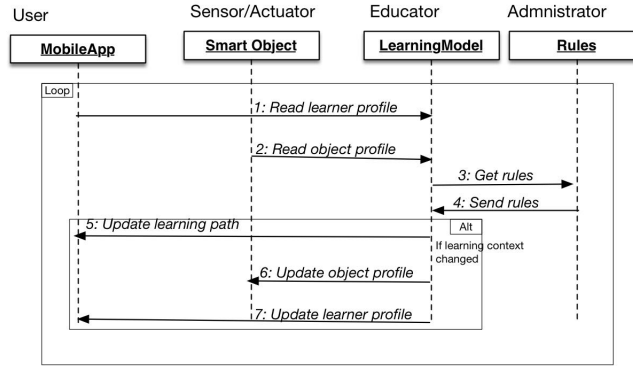 User
Sensor/Actuator
Educator
Admnistrator
MobileApp
Smart Object
LearningModel
Rules
Loop
1: Read learner profile
2: Read object profile
3: Get rules
4: Send rules
5: Update learning path
Alt
If learning context
changed
6: Update object profile
7: Update learner profile